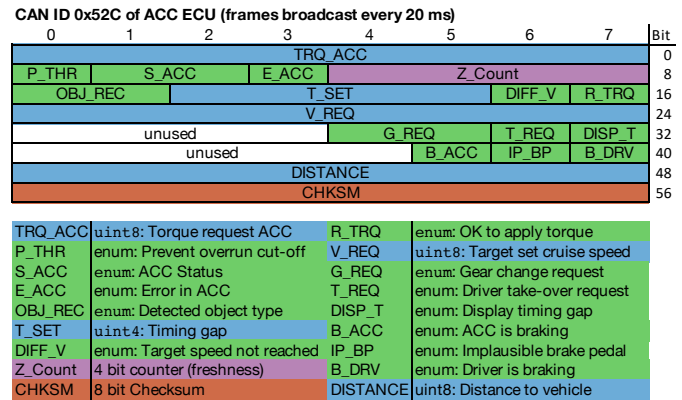 CAN ID 0x52C of ACC ECU (frames broadcast every 20 ms)
0 1 2 3 4 5 6 7 Bit
TRQ_ACC 0
P_THR S_ACC E_ACC Z_Count 8
OBJ_REC T_SET DIFF_V R_TRQ 16
V_REQ 24
unused G_REQ T_REQ DISP_T 32
unused B_ACC IP_BP B_DRV 40
DISTANCE 48
CHKSM 56
TRQ_ACC uint8: Torque request ACC R_TRQ enum: OK to apply torque
P_THR enum: Prevent overrun cut-off V_REQ uint8: Target set cruise speed
S_ACC enum: ACC Status G_REQ enum: Gear change request
E_ACC enum: Error in ACC T_REQ enum: Driver take-over request
OBJ_REC enum: Detected object type DISP_T enum: Display timing gap
T_SET uint4: Timing gap B_ACC enum: ACC is braking
DIFF_V enum: Target speed not reached IP_BP enum: Implausible brake pedal
Z_Count 4 bit counter (freshness) B_DRV enum: Driver is braking
CHKSM 8 bit Checksum DISTANCE uint8: Distance to vehicle